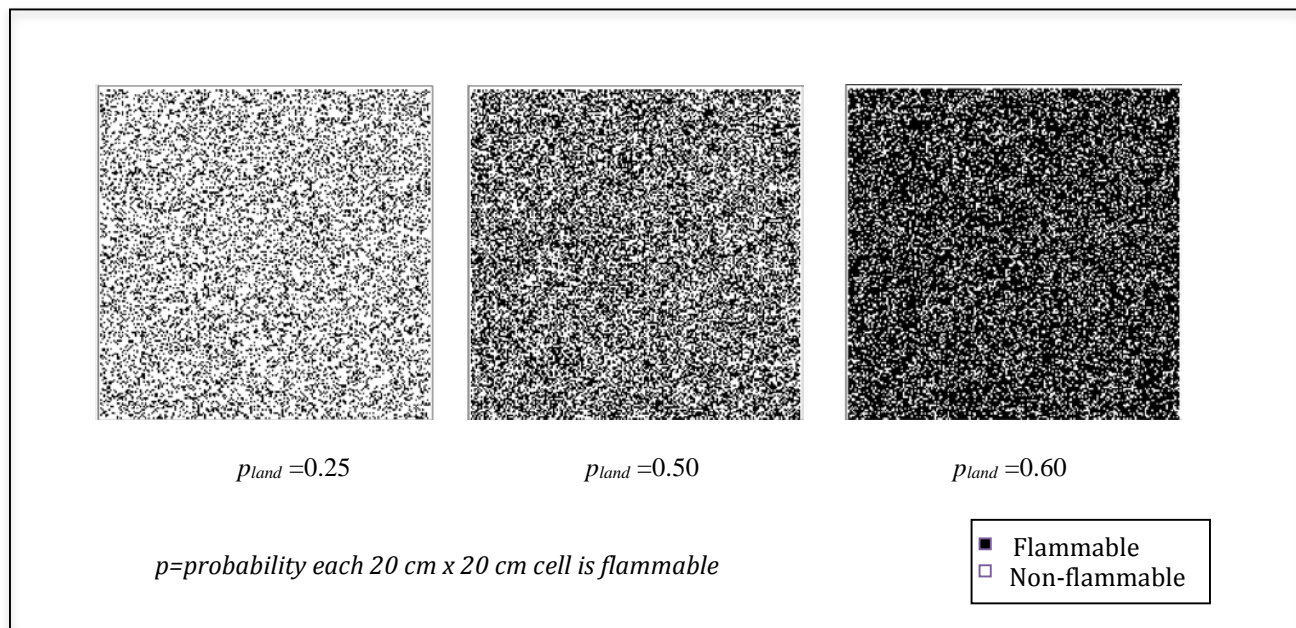 p_land =0.25
p_land =0.50
p_land =0.60
p=probability each 20 cm x 20 cm cell is flammable
Flammable
Non-flammable